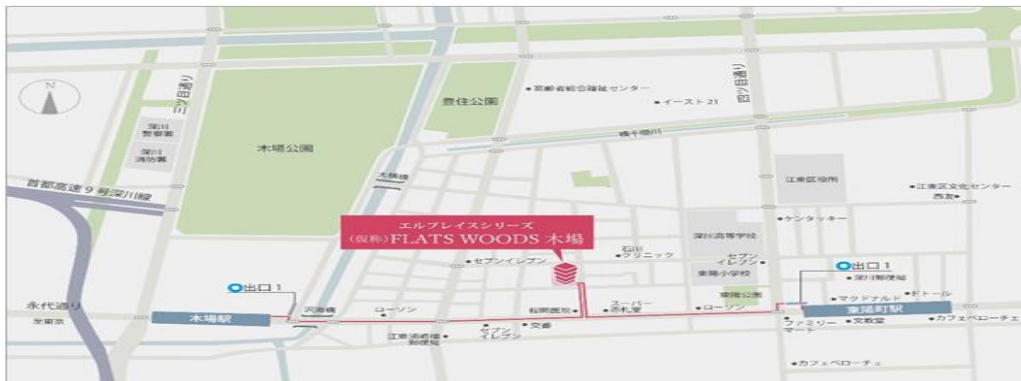 N
三ツ目通り
深川
警察署
深川
消防署
首都高速9号深川線
木場公園
豊住公園
高齢者総合福祉センター
イースト21
四ツ目通り
横十間川
大横橋
江東区役所
江東区文化センター
西友
ケンタッキー
エルプレイスシリーズ
(仮称)FLATS WOODS 木場
深川高等学校
石川
クリニック
セブンイレブン
セブン
イレブン
東陽小学校
出口1
出口1
深川郵便局
東陽公園
マクドナルド
ドトール
永代通り
至東京
木場駅
沢海橋
ローソン
桜関医院
スーパー
赤札堂
ローソン
東陽町駅
セブン
イレブン
交番
ファミリー
マート
文教堂
カフェベローチェ
カフェベローチェ